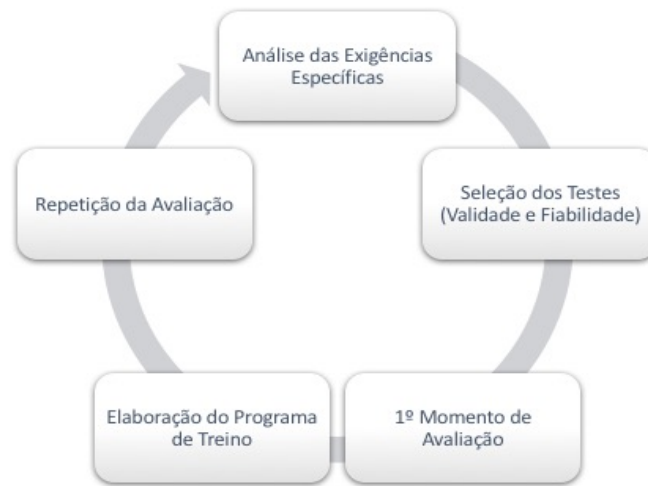 Análise das Exigências
Específicas
Seleção dos Testes
(Validade e Fiabilidade)
1º Momento de
Avaliação
Elaboração do Programa
de Treino
Repetição da Avaliação